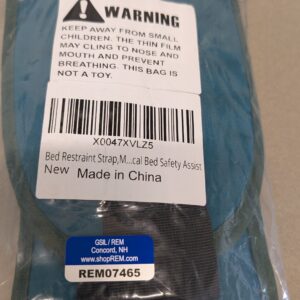 WARNING
KEEP AWAY FROM SMALL
CHILDREN. THE THIN FILM
MAY CLING TO NOSE AND
MOUTH AND PREVENT
BREATHING. THIS BAG IS
NOT A TOY.
X0047XVLZ5
Bed Restraint Strap,M...cal Bed Safety Assist
New Made in China
GSIL / REM
Concord, NH
www.shopREM.com
REM07465